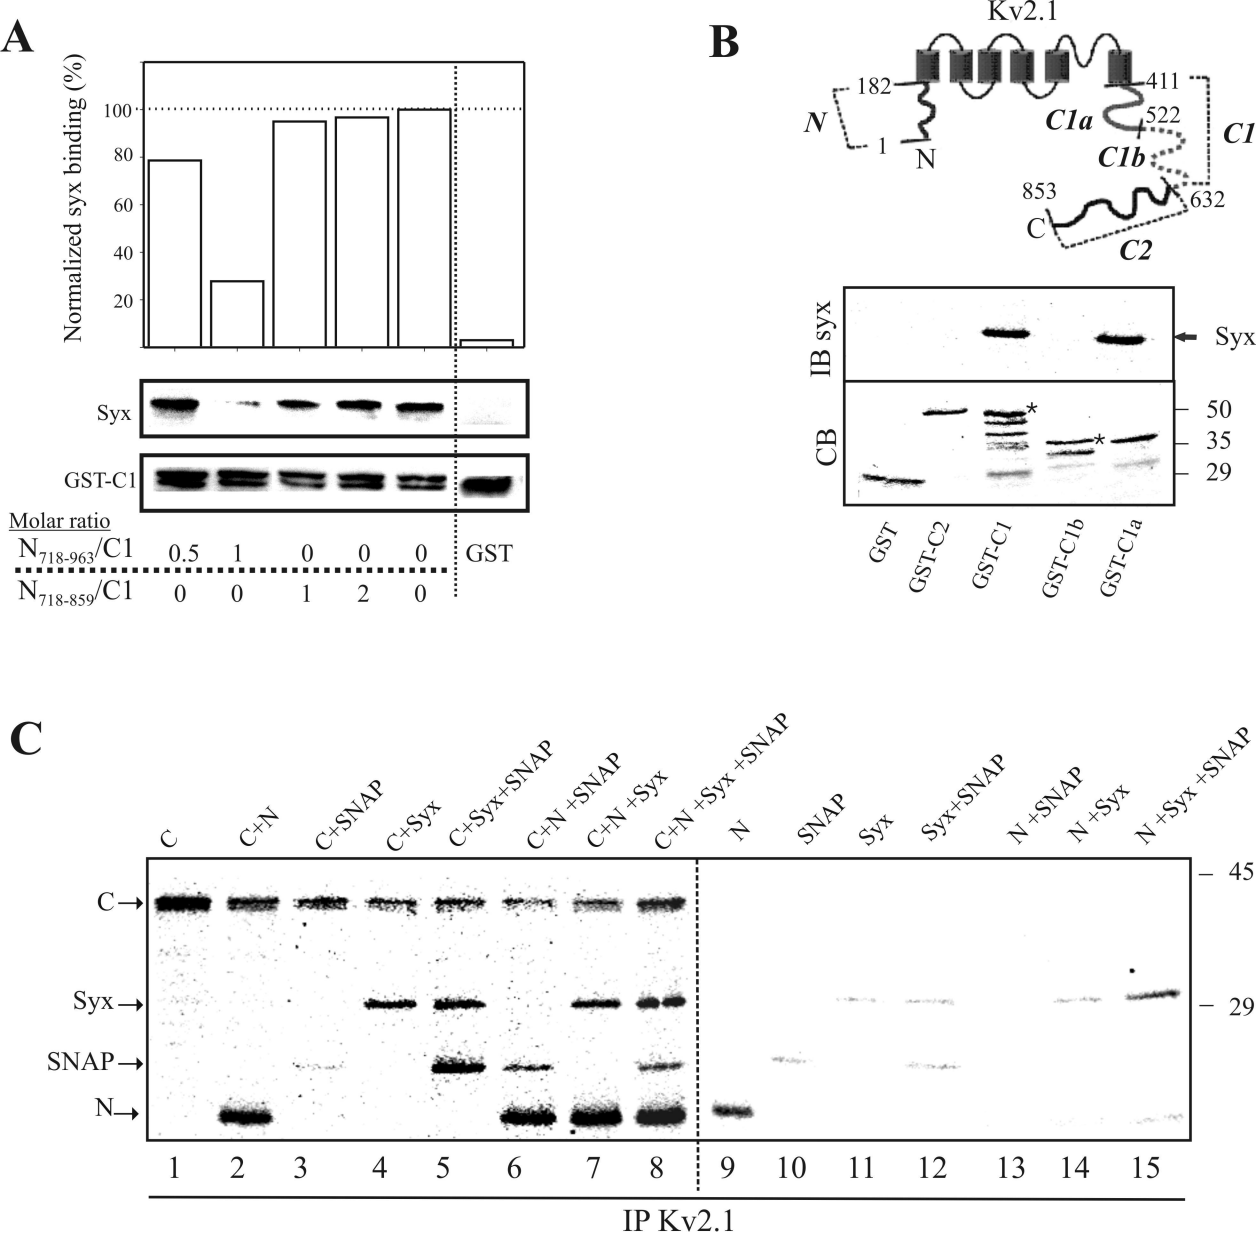 A
Normalized syx binding (%)
100
80
60
40
20
Syx
GST-C1
Molar ratio
N718-963/C1 0.5 1 0 0 0 GST
N718-859/C1 0 0 1 2 0
B
Kv2.1
182
411
N
C1a
522
C1
1
N
C1b
853
632
C
C2
IB syx
Syx
CB
*
*
50
35
29
GST
GST-C2
GST-C1
GST-C1b
GST-C1a
C
C
C+N
C+SNAP
C+Syx
C+Syx+SNAP
C+N +SNAP
C+N +Syx
C+N +Syx +SNAP
N
SNAP
Syx
Syx+SNAP
N +SNAP
N +Syx
N +Syx +SNAP
C
45
Syx
29
SNAP
N
1 2 3 4 5 6 7 8 9 10 11 12 13 14 15
IP Kv2.1